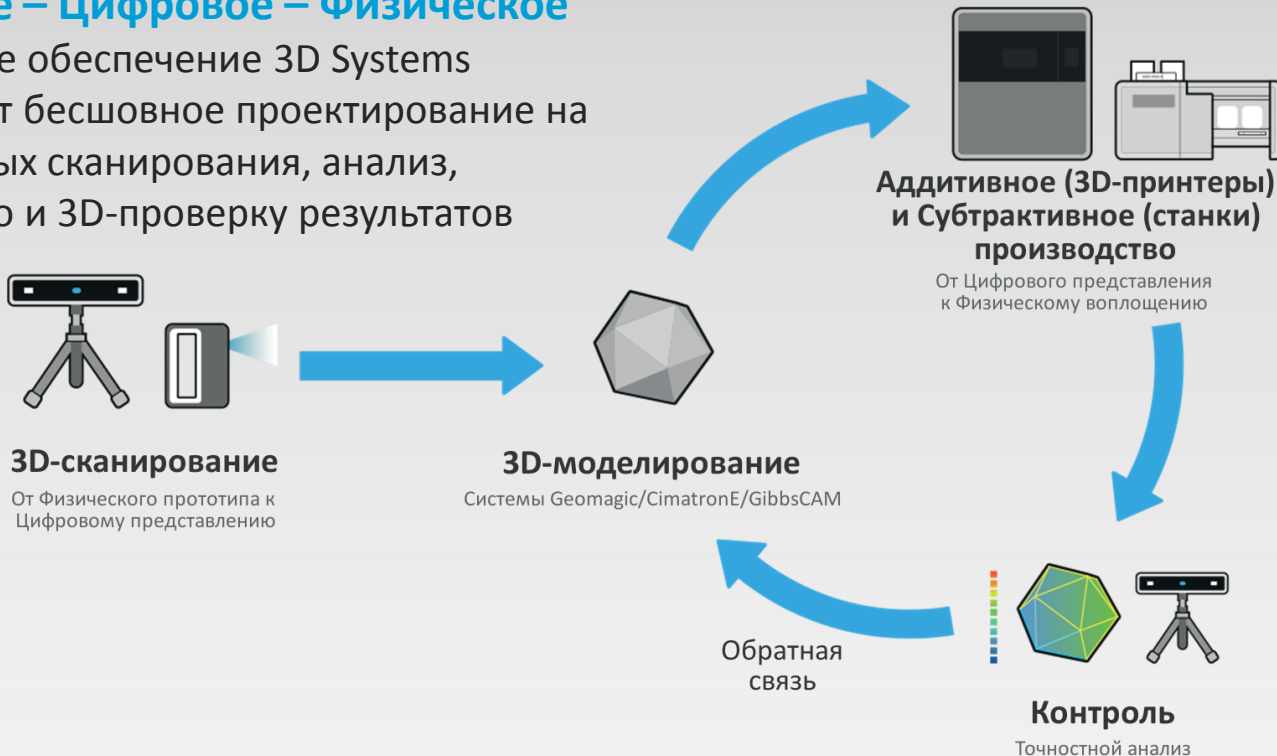 – Цифровое – Физическое
обеспечение 3D Systems
бесшовное проектирование на
сканирования, анализ,
и 3D-проверку результатов
Аддитивное (3D-принтеры)
и Субтрактивное (станки)
производство
От Цифрового представления
к Физическому воплощению
3D-сканирование
От Физического прототипа к
Цифровому представлению
3D-моделирование
Системы Geomagic/CimatronE/GibbsCAM
Обратная
связь
Контроль
Точностной анализ